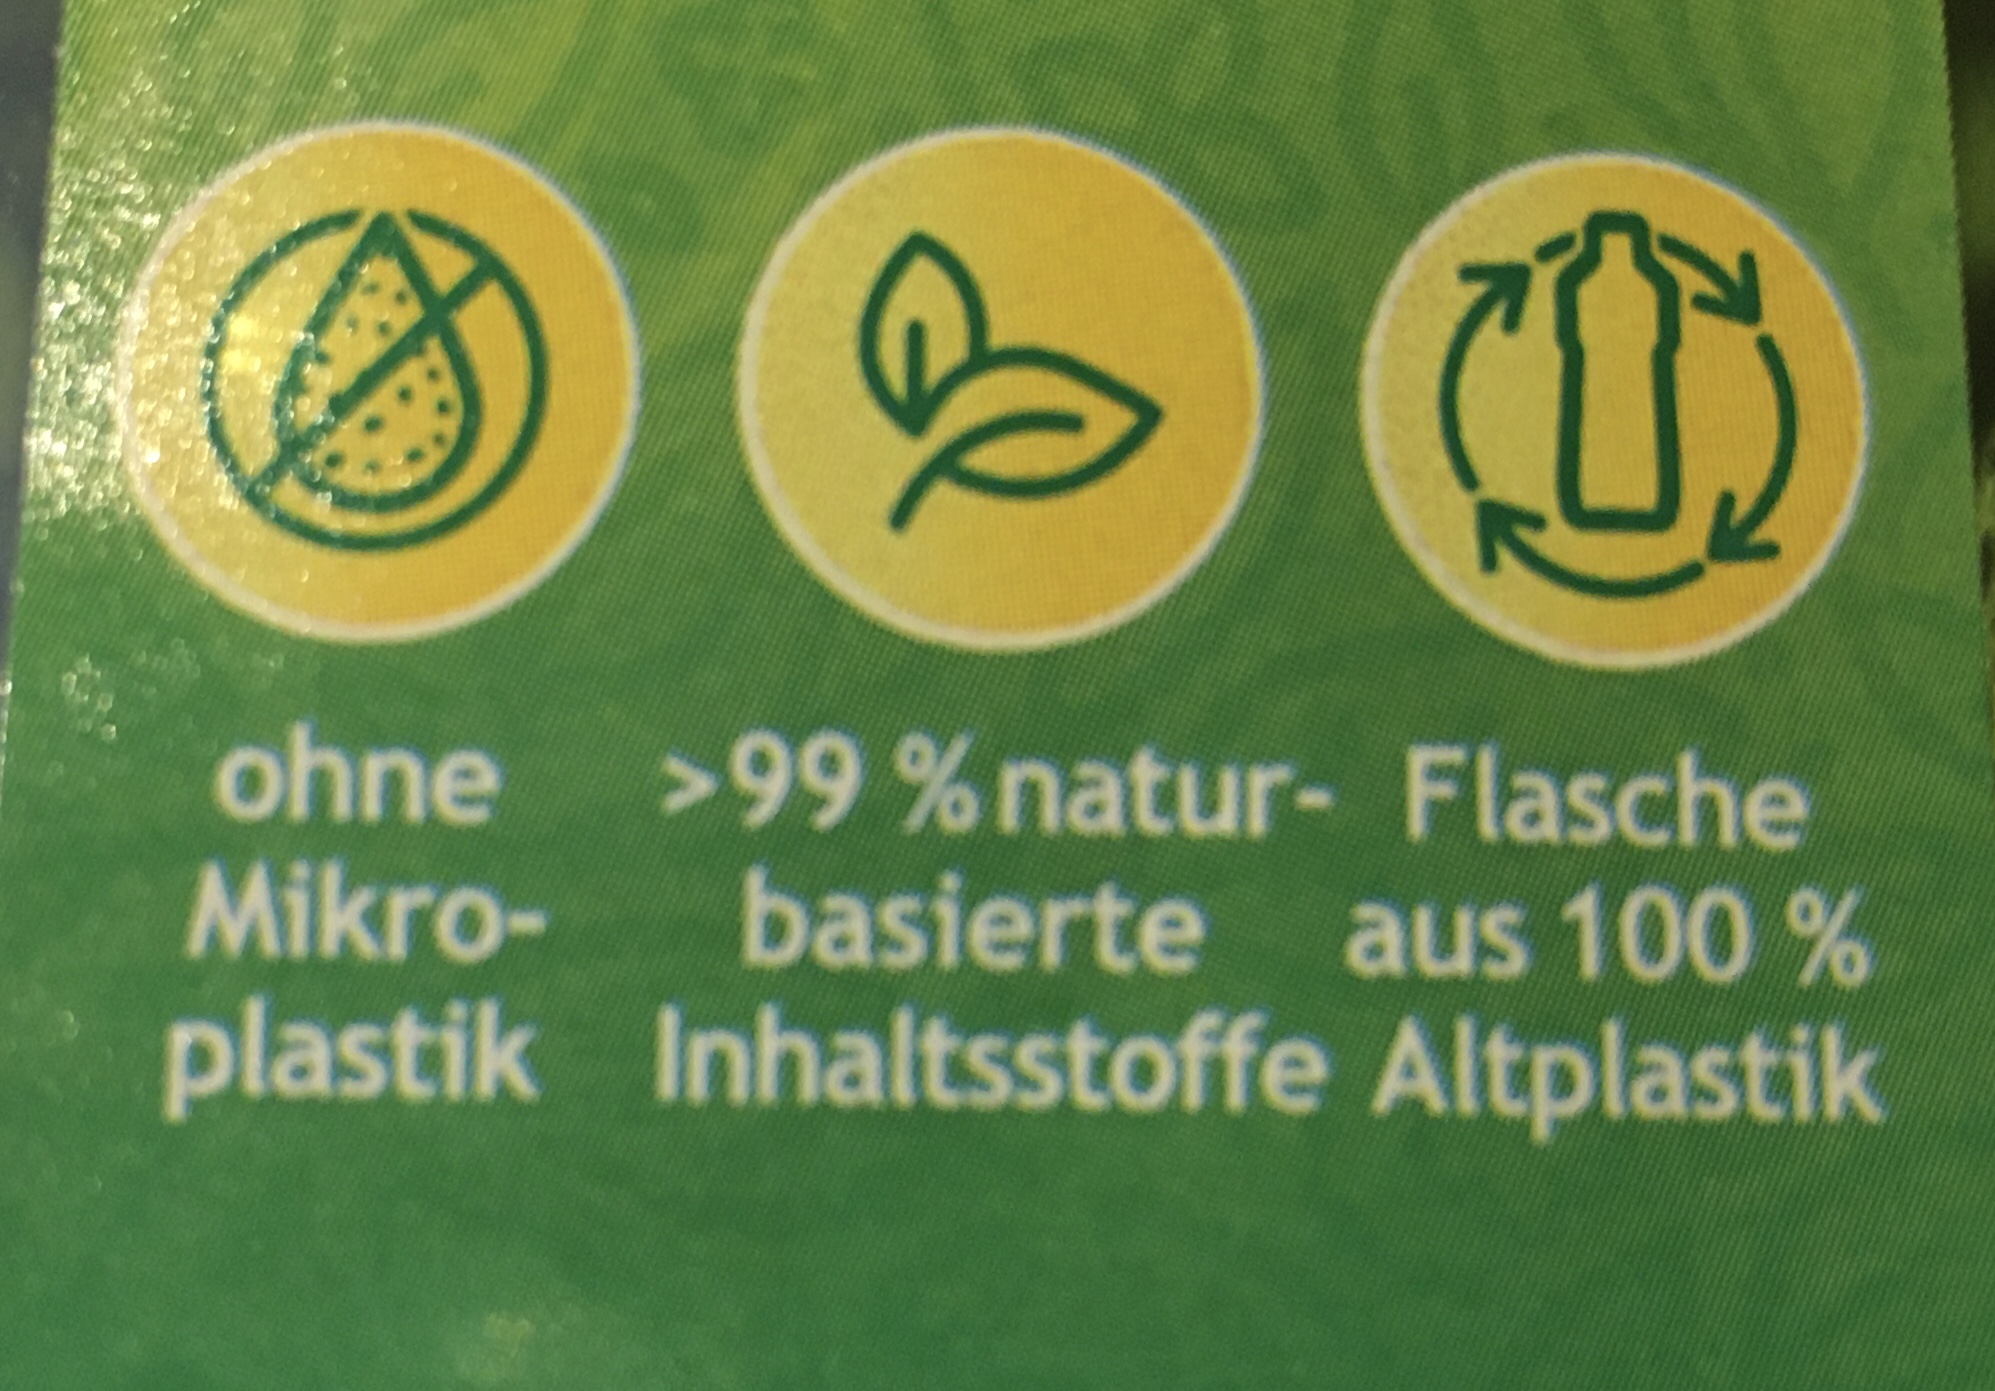 ohne
Mikro-
plastik
>99 % natur-
basierte
Inhaltsstoffe
Flasche
aus 100 %
Altplastik